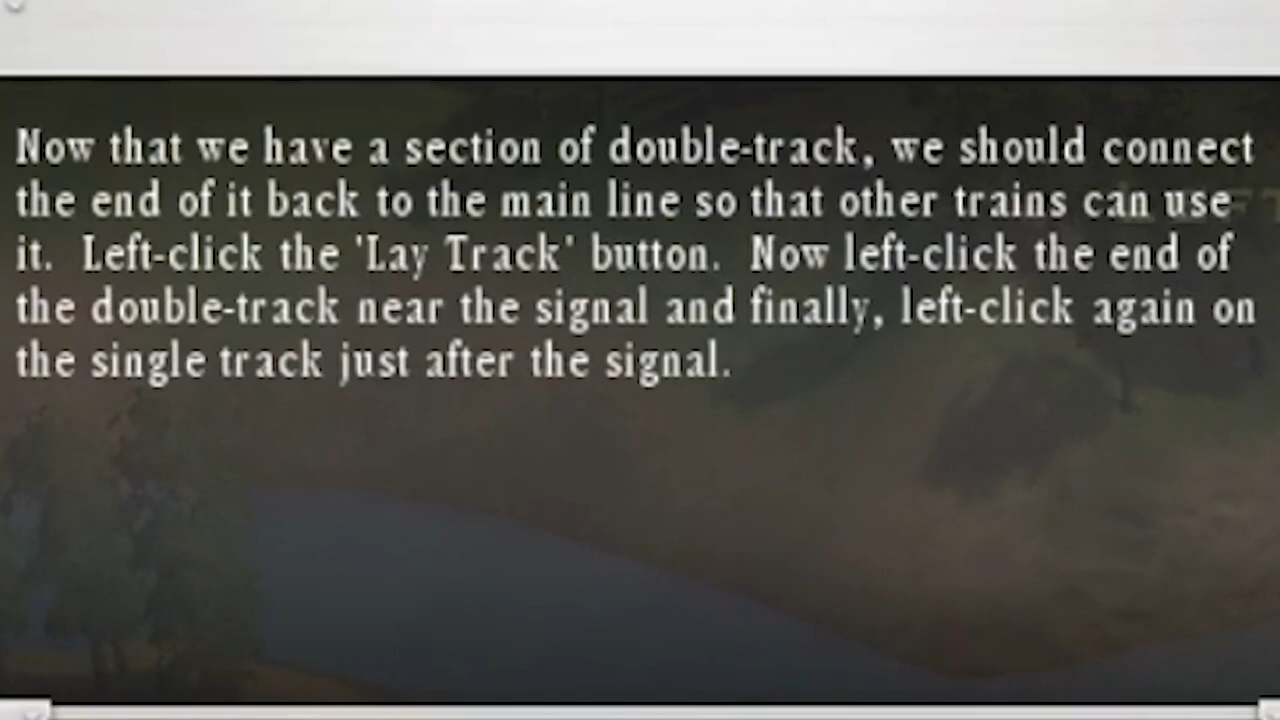 Now that we have a section of double-track, we should connect
the end of it back to the main line so that other trains can use
it.  Left-click the 'Lay Track' button.  Now left-click the end of
the double-track near the signal and finally, left-click again on
the single track just after the signal.